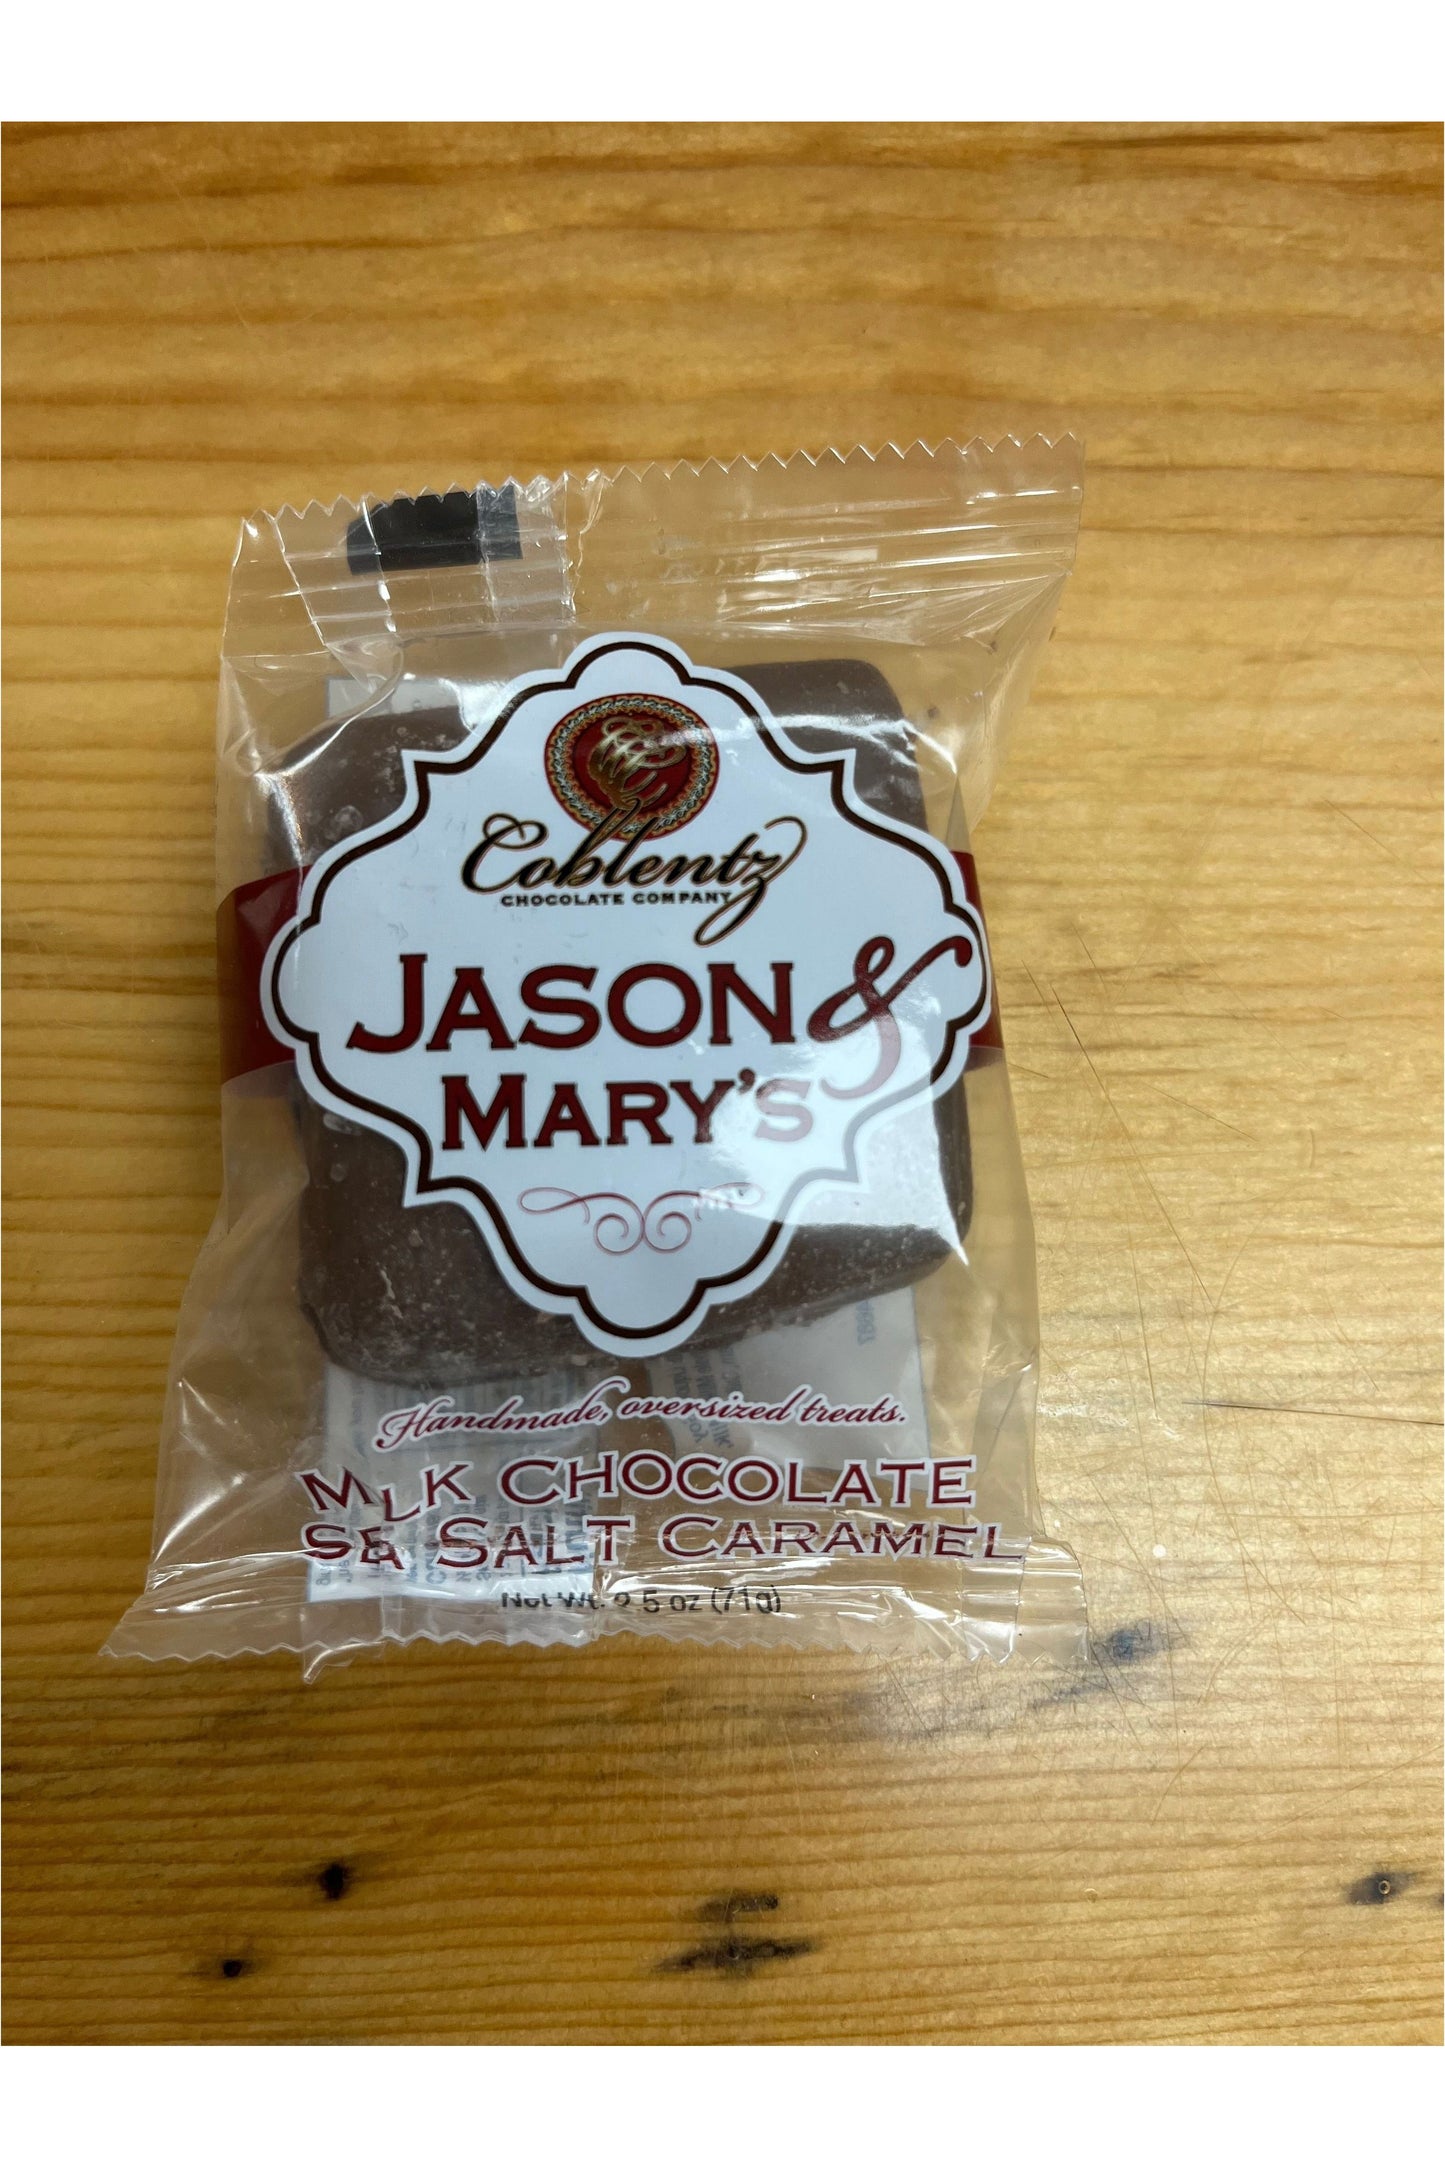 Coblentz
CHOCOLATE COMPANY
JASON &
MARY'S
Handmade, oversized treats.
MILK CHOCOLATE
SEA SALT CARAMEL
Net Wt. 2.5 oz (71g)